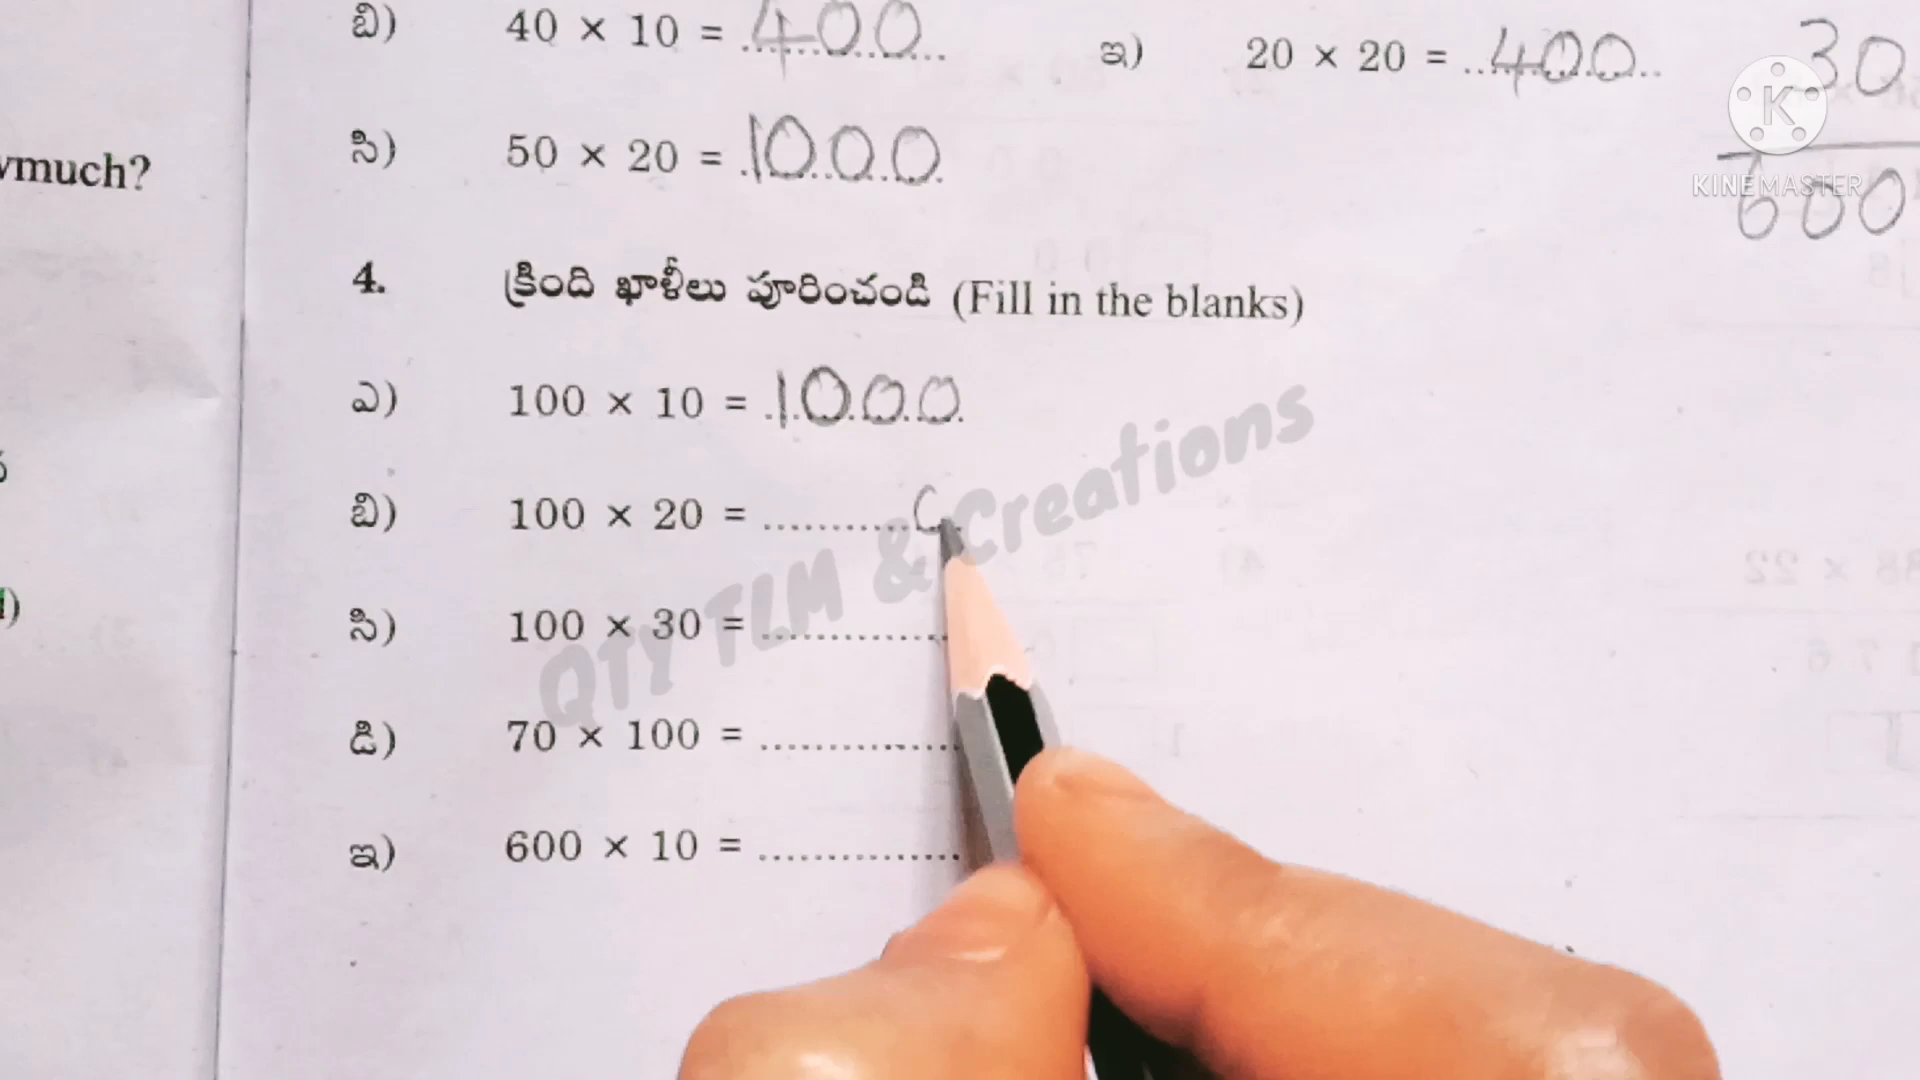 బి) 40 × 10 = 400 ఇ) 20 × 20 = 400 30
సి) 50 × 20 = 1000
KINEMASTER
600
4. క్రింది ఖాళీలు పూరించండి (Fill in the blanks)
ఎ) 100 × 10 = 1000
బి) 100 × 20 = ............
సి) 100 × 30 = ............
డి) 70 × 100 = ............
ఇ) 600 × 10 = ............
QTY TLM & Creations